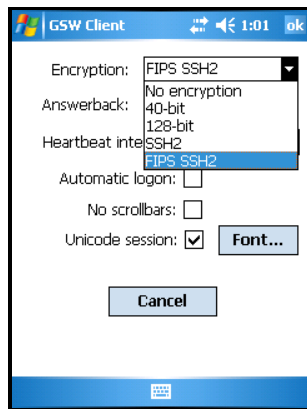 GSW Client 1:01 ok
Encryption: FIPS SSH2
No encryption
Answerback: 40-bit
128-bit
Heartbeat inte SSH2
FIPS SSH2
Automatic logon:
No scrollbars:
Unicode session: Font...
Cancel